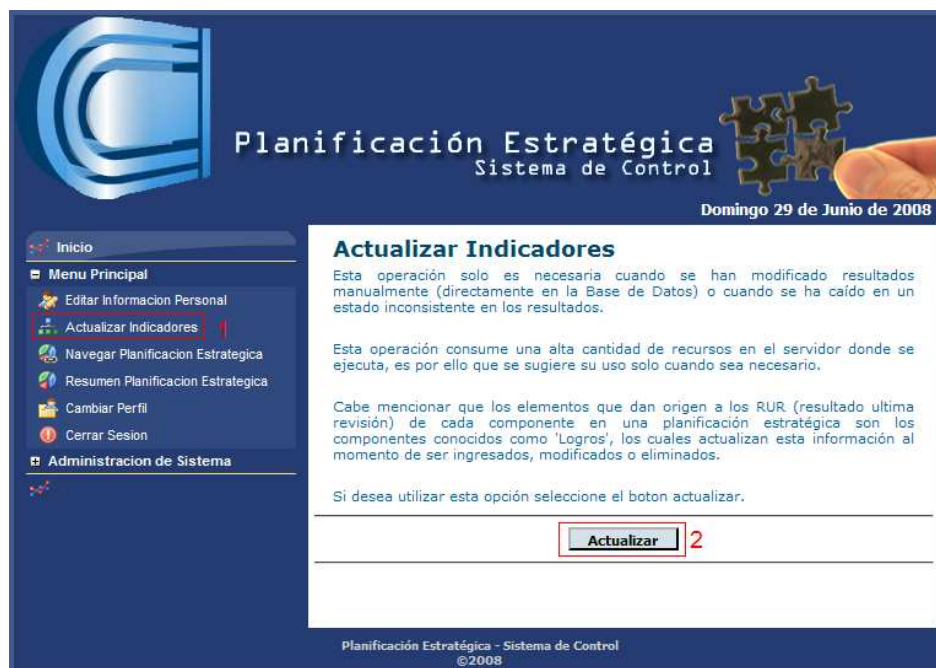 Planificación Estratégica
Sistema de Control
Domingo 29 de Junio de 2008
Inicio
Menu Principal
Editar Informacion Personal
Actualizar Indicadores 1
Navegar Planificacion Estrategica
Resumen Planificacion Estrategica
Cambiar Perfil
Cerrar Sesion
Administracion de Sistema
Actualizar Indicadores
Esta operación solo es necesaria cuando se han modificado resultados
manualmente (directamente en la Base de Datos) o cuando se ha caído en un
estado inconsistente en los resultados.
Esta operación consume una alta cantidad de recursos en el servidor donde se
ejecuta, es por ello que se sugiere su uso solo cuando sea necesario.
Cabe mencionar que los elementos que dan origen a los RUR (resultado ultima
revisión) de cada componente en una planificación estratégica son los
componentes conocidos como 'Logros', los cuales actualizan esta información al
momento de ser ingresados, modificados o eliminados.
Si desea utilizar esta opción seleccione el boton actualizar.
Actualizar 2
Planificación Estratégica - Sistema de Control
©2008